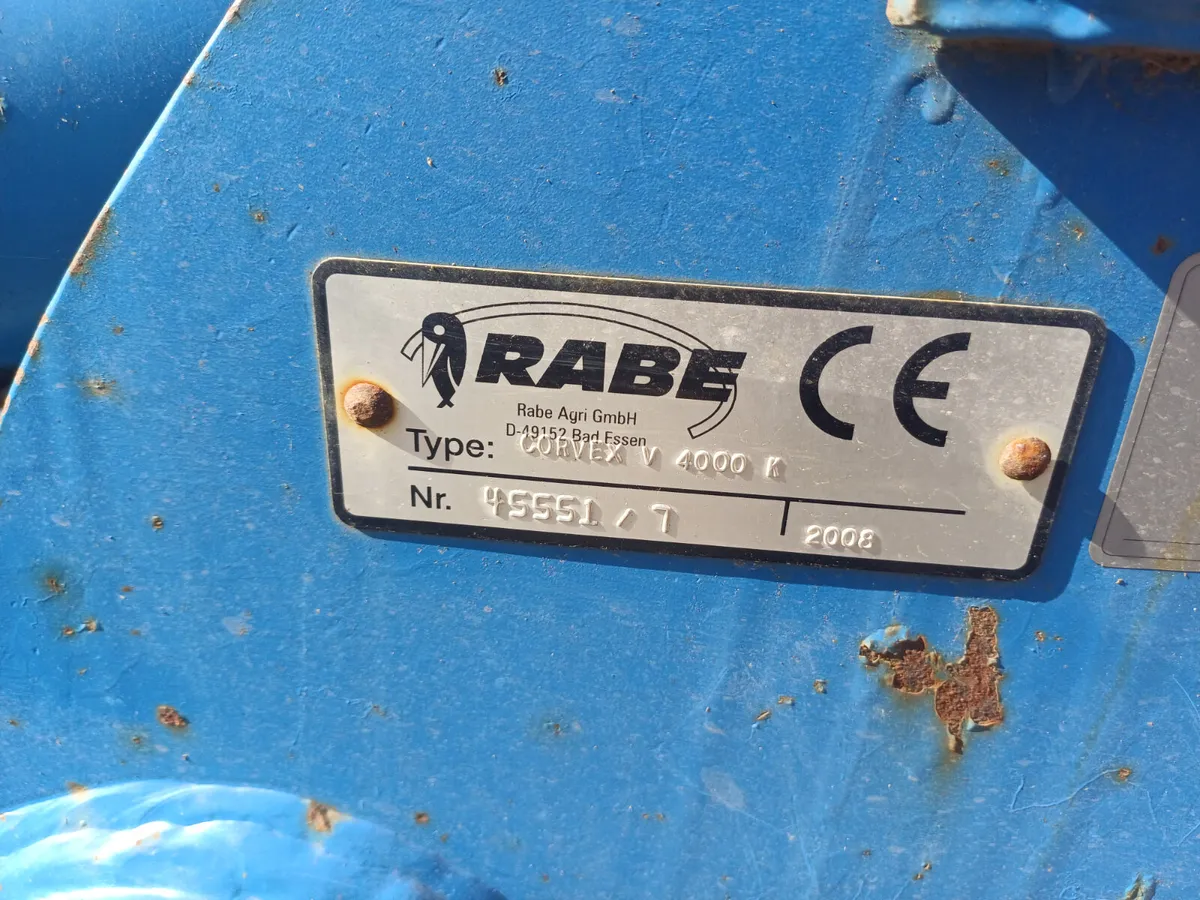 RABE CE
Rabe Agri GmbH
D-49152 Bad Essen
Type: CORVEX V 4000 K
Nr. 45551 / 7 2008